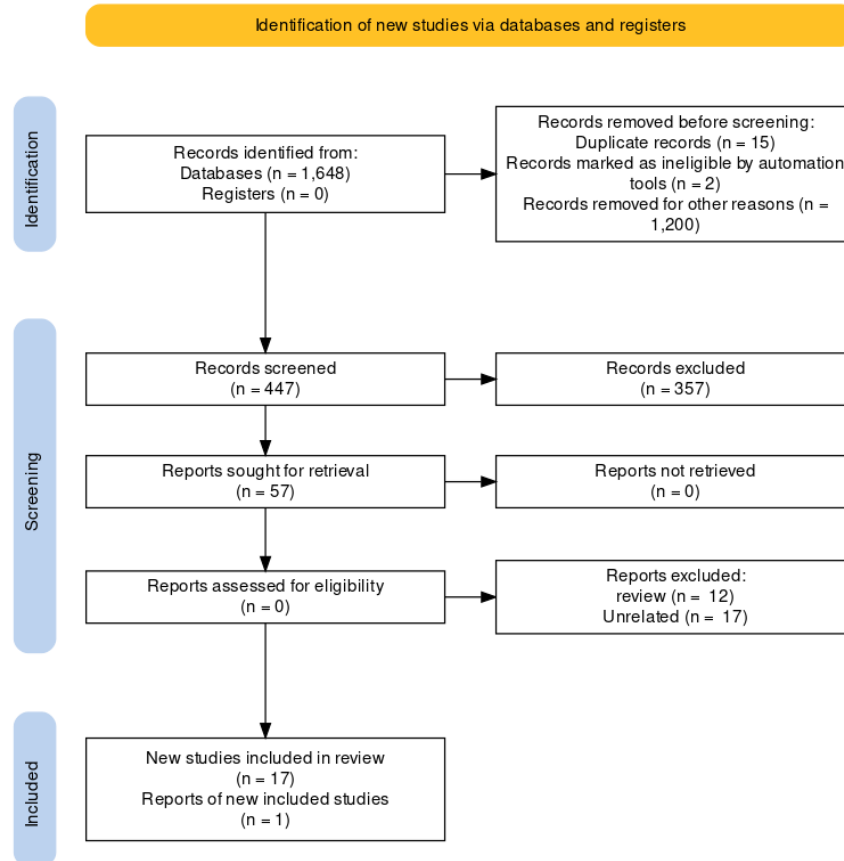 Identification of new studies via databases and registers
Identification
Records identified from:
Databases (n = 1,648)
Registers (n = 0)
Records removed before screening:
Duplicate records (n = 15)
Records marked as ineligible by automation
tools (n = 2)
Records removed for other reasons (n =
1,200)
Screening
Records screened
(n = 447)
Records excluded
(n = 357)
Reports sought for retrieval
(n = 57)
Reports not retrieved
(n = 0)
Reports assessed for eligibility
(n = 0)
Reports excluded:
review (n = 12)
Unrelated (n = 17)
Included
New studies included in review
(n = 17)
Reports of new included studies
(n = 1)